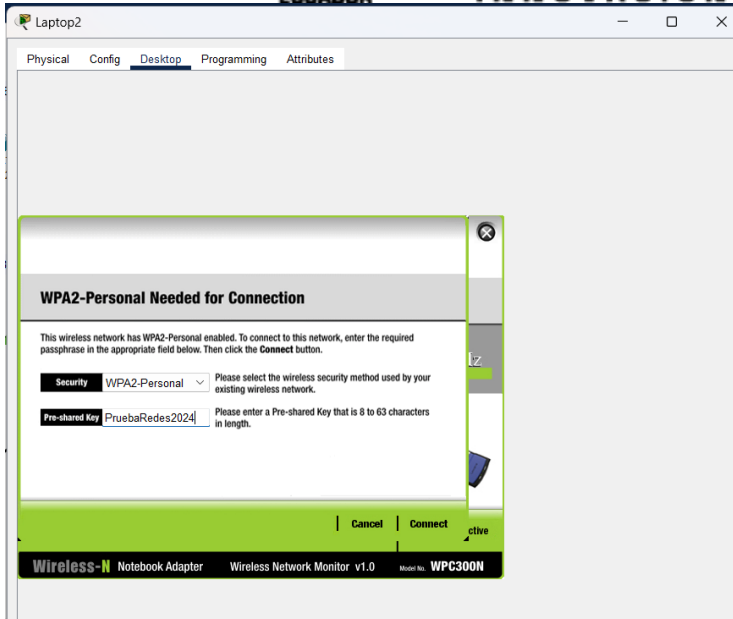 Laptop2
Physical Config Desktop Programming Attributes
WPA2-Personal Needed for Connection
This wireless network has WPA2-Personal enabled. To connect to this network, enter the required
passphrase in the appropriate field below. Then click the Connect button.
Security WPA2-Personal Please select the wireless security method used by your
existing wireless network.
Pre-shared Key PruebaRedes2024 Please enter a Pre-shared Key that is 8 to 63 characters
in length.
Cancel Connect
ctive
Wireless-N Notebook Adapter Wireless Network Monitor v1.0 Model No. WPC300N